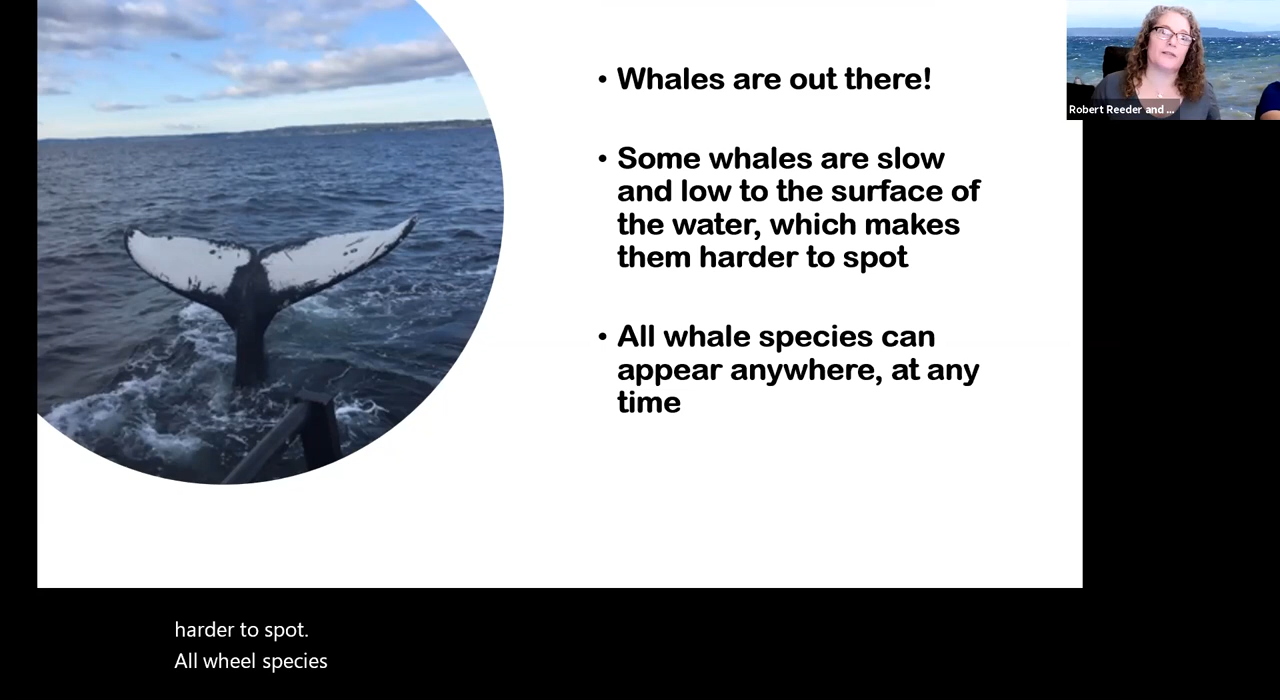 • Whales are out there!
• Some whales are slow
and low to the surface of
the water, which makes
them harder to spot
• All whale species can
appear anywhere, at any
time
Robert Reeder and ...
harder to spot.
All wheel species